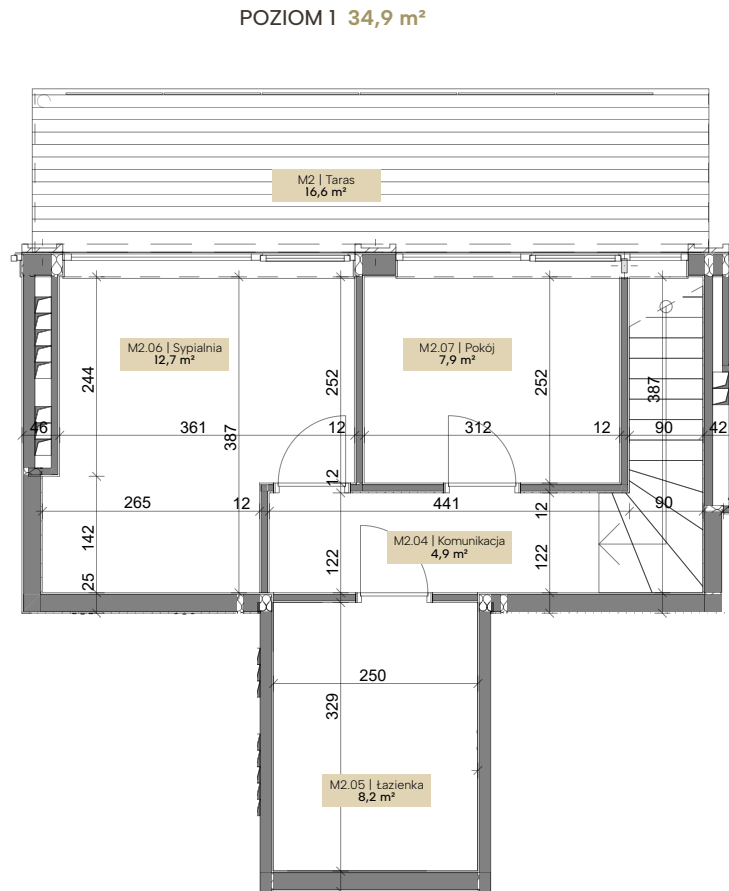 POZIOM 1 34,9 m²
M2 | Taras
16,6 m²
M2.06 | Sypialnia
12,7 m²
M2.07 | Pokój
7,9 m²
244
252
252
387
387
46
361
12
312
12
90
42
12
265
12
441
12
90
142
M2.04 | Komunikacja
4,9 m²
122
122
25
250
329
M2.05 | Łazienka
8,2 m²